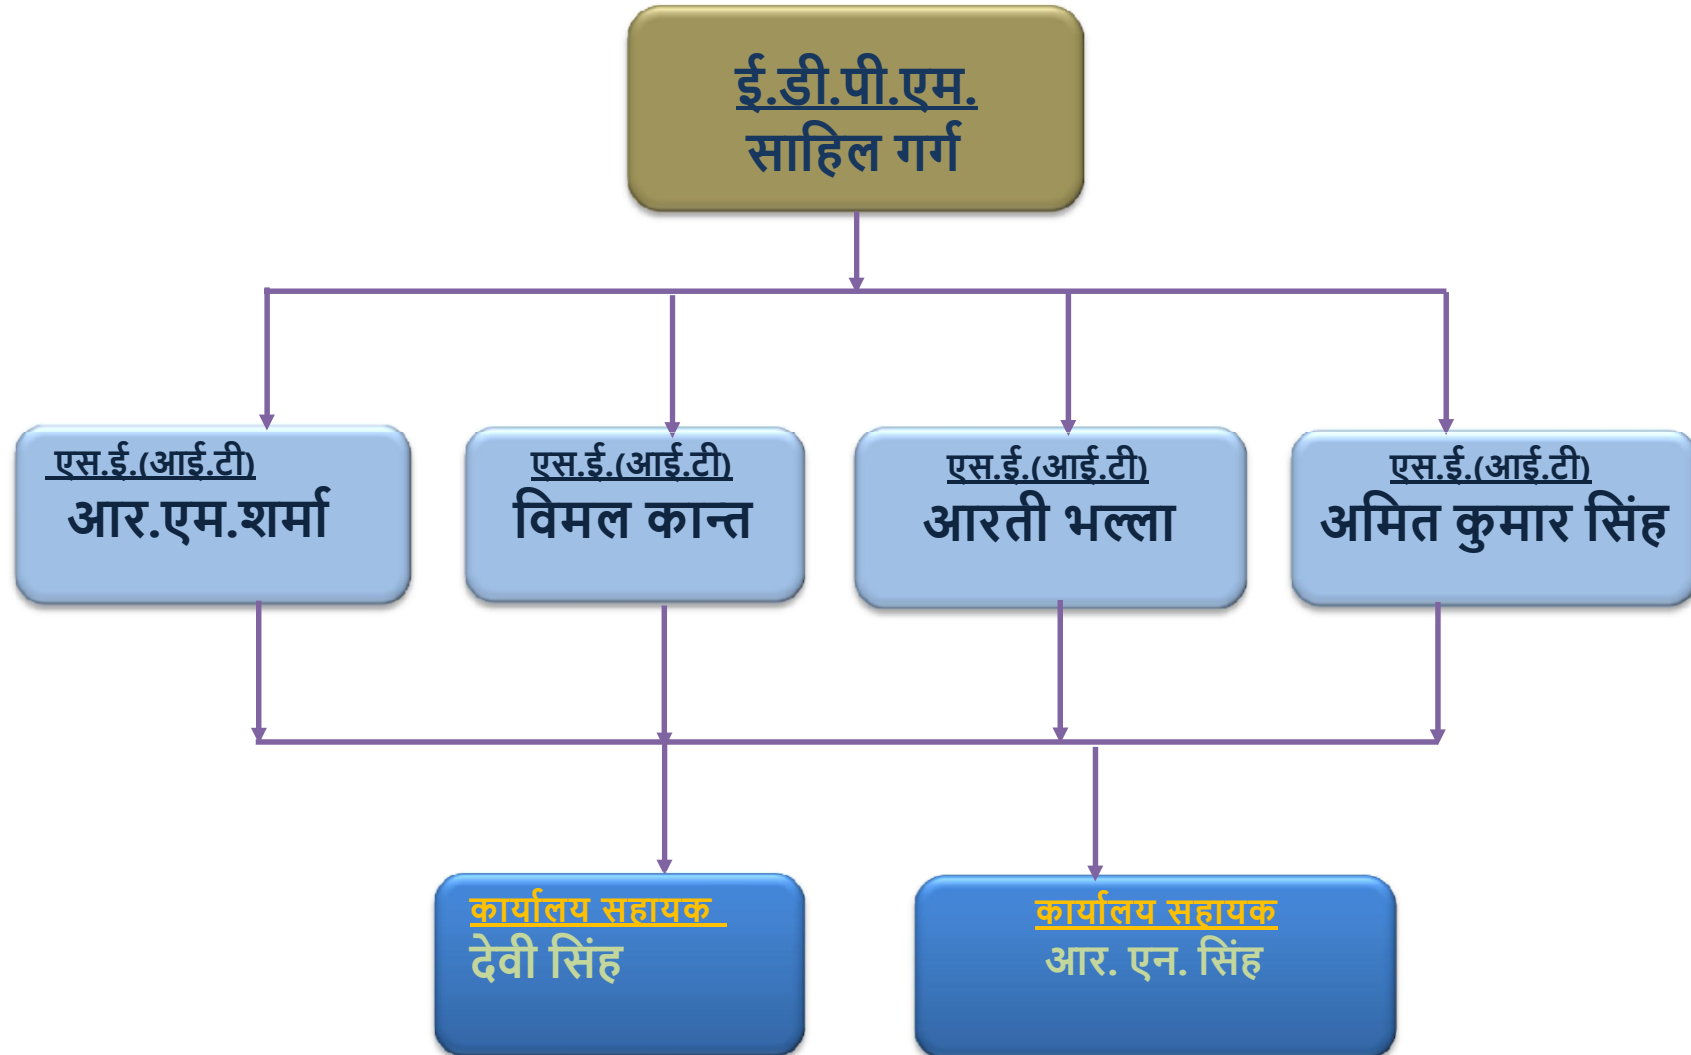 ई.डी.पी.एम.
साहिल गर्ग
एस.ई.(आई.टी)
आर.एम.शर्मा
एस.ई.(आई.टी)
विमल कान्त
एस.ई.(आई.टी)
आरती भल्ला
एस.ई.(आई.टी)
अमित कुमार सिंह
कार्यालय सहायक
देवी सिंह
कार्यालय सहायक
आर. एन. सिंह